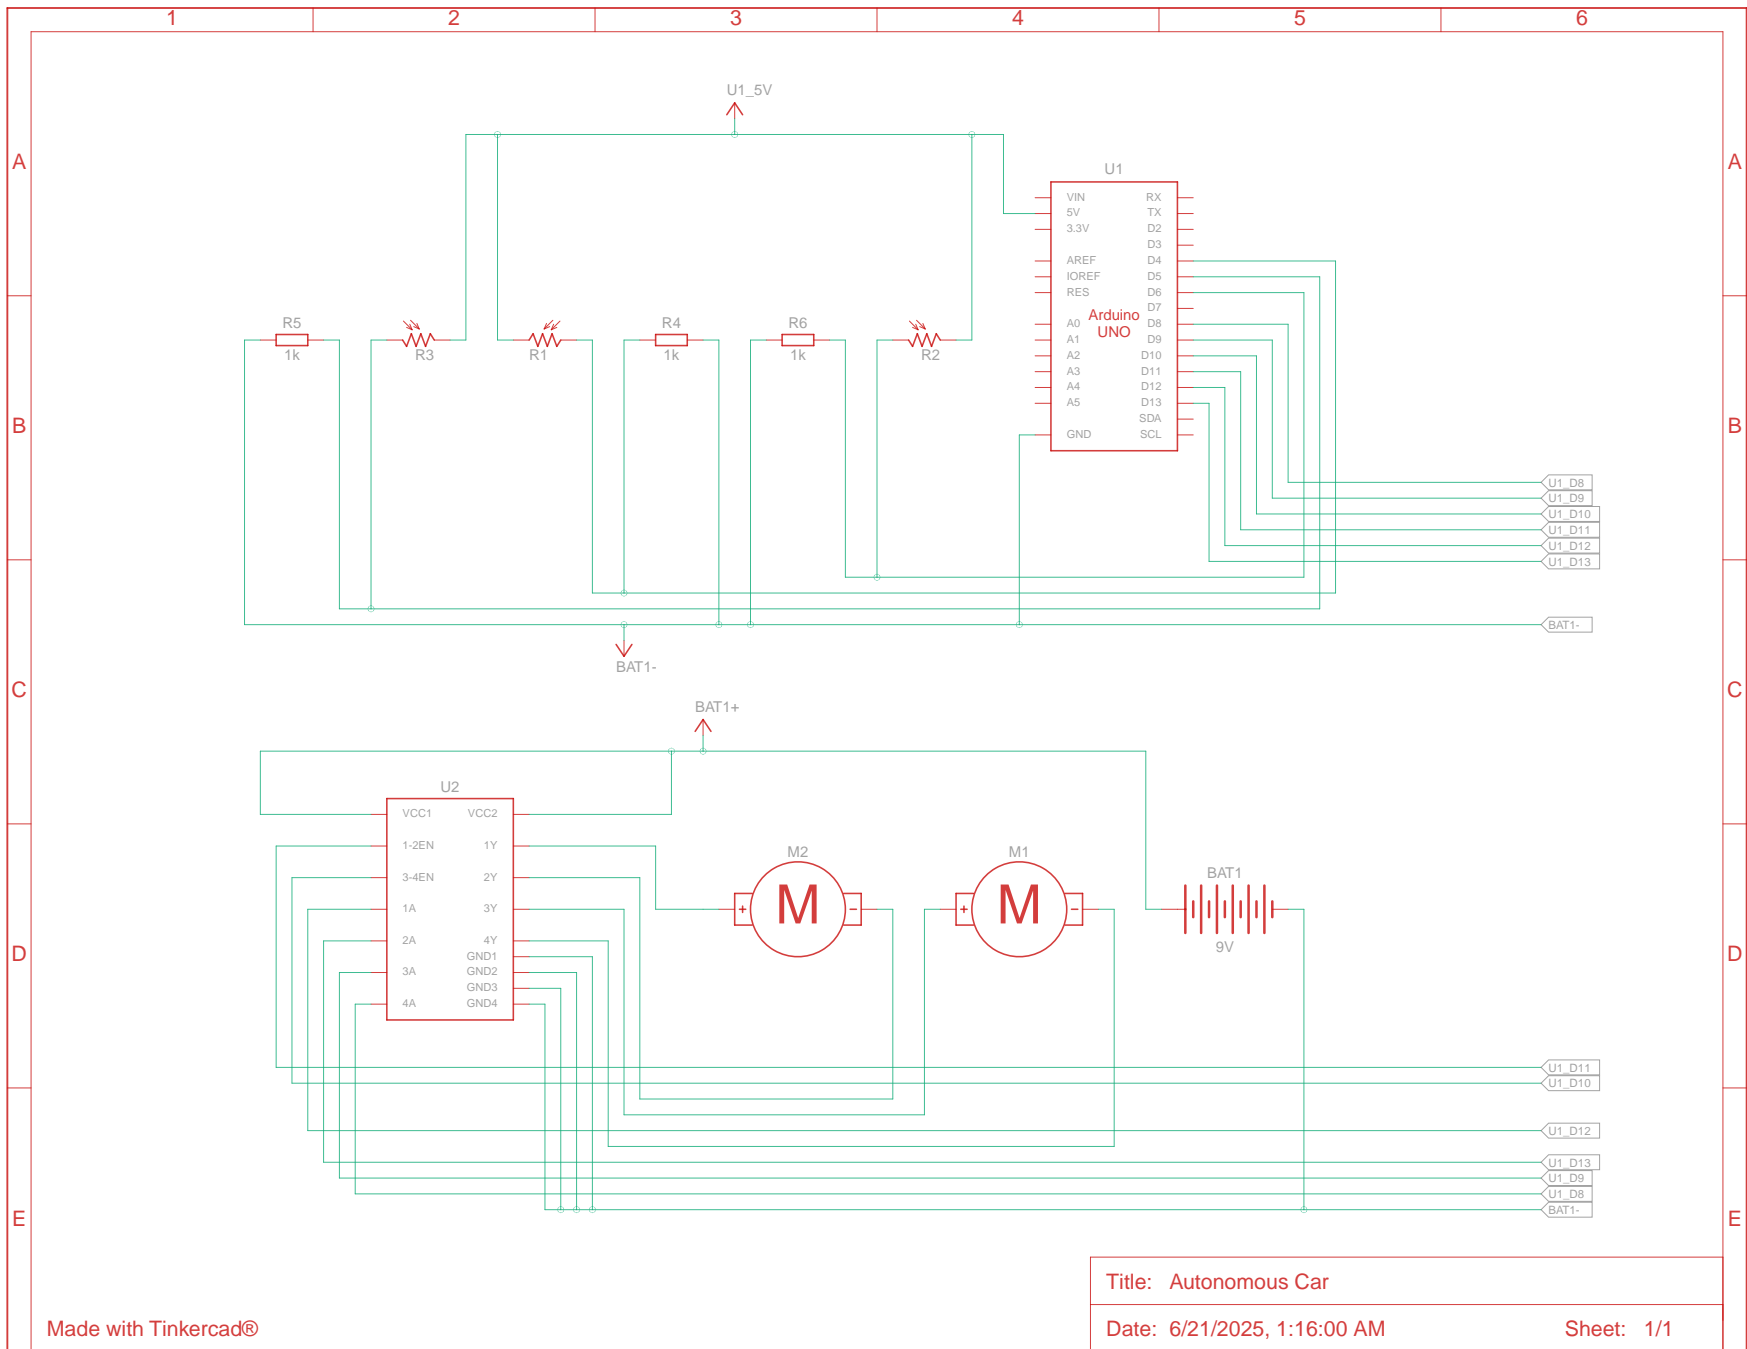 1 2 3 4 5 6
U1_5V
A A
U1
VIN RX
5V TX
3.3V D2
D3
AREF D4
IOREF D5
RES D6
D7
Arduino
UNO
A0 D8
A1 D9
A2 D10
A3 D11
A4 D12
A5 D13
SDA
GND SCL
R5
1k
R3
R1
R4
1k
R6
1k
R2
B B
U1_D8
U1_D9
U1_D10
U1_D11
U1_D12
U1_D13
BAT1-
BAT1-
C C
BAT1+
U2
VCC1 VCC2
1-2EN 1Y
3-4EN 2Y
1A 3Y
2A 4Y
GND1
3A GND2
GND3
4A GND4
M2
+ M -
M1
+ M -
BAT1
9V
D D
U1_D11
U1_D10
U1_D12
U1_D13
U1_D9
U1_D8
BAT1-
E E
Title: Autonomous Car
Made with Tinkercad®
Date: 6/21/2025, 1:16:00 AM Sheet: 1/1